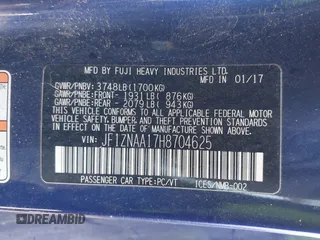 MFD BY FUJI HEAVY INDUSTRIES LTD.
IN JAPAN 01/17
GVWR/PNBV: 3748LB(1700KG)
GAWR/PNBE:FRONT- 1931LB( 876KG)
GAWR/PNBE:REAR - 2079LB( 943KG)
THIS VEHICLE CONFORMS TO ALL APPLICABLE FEDERAL
MOTOR VEHICLE SAFETY, BUMPER, AND THEFT PREVENTION
STANDARDS IN EFFECT ON THE DATE OF MANUFACTURE
SHOWN ABOVE.
VIN: JF1ZNAA17H8704625
PASSENGER CAR TYPE:PC/VT
ICES/NMB-002
DREAMBID